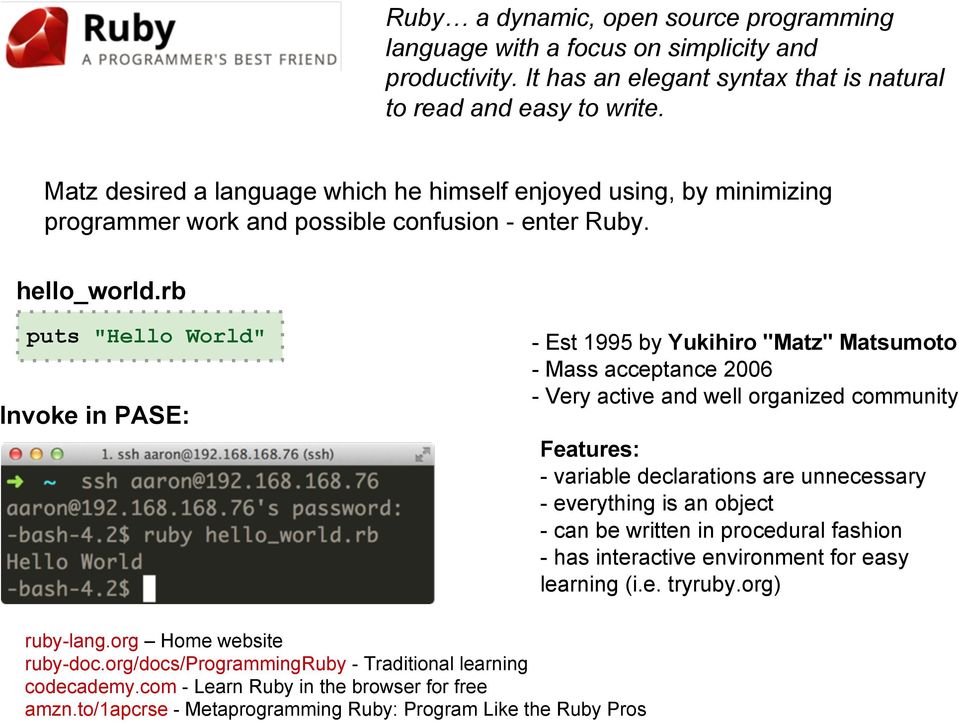 Ruby
A PROGRAMMER'S BEST FRIEND
Ruby… a dynamic, open source programming
language with a focus on simplicity and
productivity. It has an elegant syntax that is natural
to read and easy to write.
Matz desired a language which he himself enjoyed using, by minimizing
programmer work and possible confusion - enter Ruby.
hello_world.rb
puts "Hello World"
Invoke in PASE:
1. ssh aaron@192.168.168.76 (ssh)
➜ ~ ssh aaron@192.168.168.76
aaron@192.168.168.76's password:
-bash-4.2$ ruby hello_world.rb
Hello World
-bash-4.2$
- Est 1995 by Yukihiro "Matz" Matsumoto
- Mass acceptance 2006
- Very active and well organized community
Features:
- variable declarations are unnecessary
- everything is an object
- can be written in procedural fashion
- has interactive environment for easy
learning (i.e. tryruby.org)
ruby-lang.org – Home website
ruby-doc.org/docs/ProgrammingRuby - Traditional learning
codecademy.com - Learn Ruby in the browser for free
amzn.to/1apcrse - Metaprogramming Ruby: Program Like the Ruby Pros